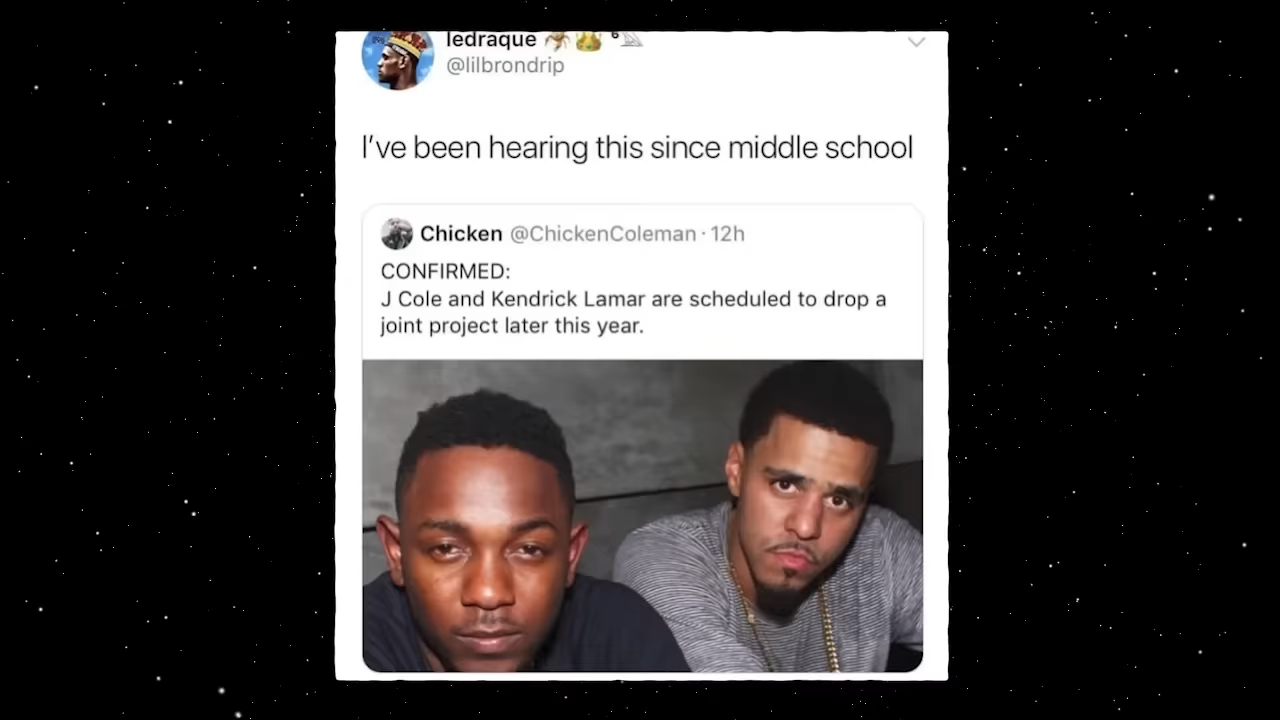 ledraque 🦀👑⁶𓅓
@lilbrondrip
I've been hearing this since middle school
Chicken @ChickenColeman · 12h
CONFIRMED:
J Cole and Kendrick Lamar are scheduled to drop a
joint project later this year.